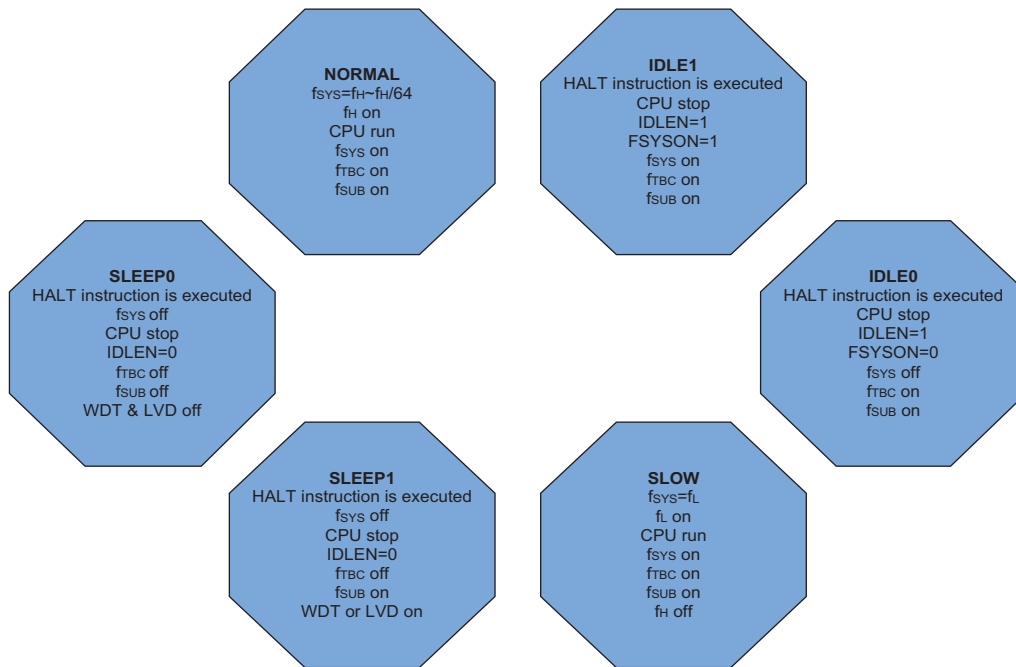 NORMAL
fSYS=fH~fH/64
fH on
CPU run
fSYS on
fTBC on
fSUB on
IDLE1
HALT instruction is executed
CPU stop
IDLEN=1
FSYSON=1
fSYS on
fTBC on
fSUB on
SLEEP0
HALT instruction is executed
fSYS off
CPU stop
IDLEN=0
fTBC off
fSUB off
WDT & LVD off
IDLE0
HALT instruction is executed
CPU stop
IDLEN=1
FSYSON=0
fSYS off
fTBC on
fSUB on
SLEEP1
HALT instruction is executed
fSYS off
CPU stop
IDLEN=0
fTBC off
fSUB on
WDT or LVD on
SLOW
fSYS=fL
fL on
CPU run
fSYS on
fTBC on
fSUB on
fH off